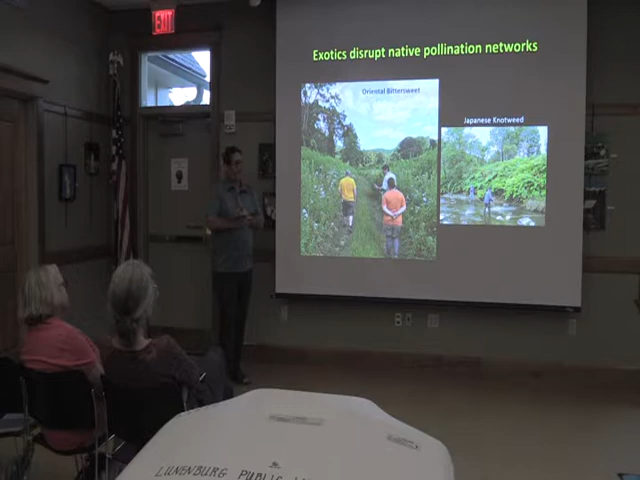 EXIT
Exotics disrupt native pollination networks
Oriental Bittersweet
Japanese Knotweed
LUNENBURG PUBLIC